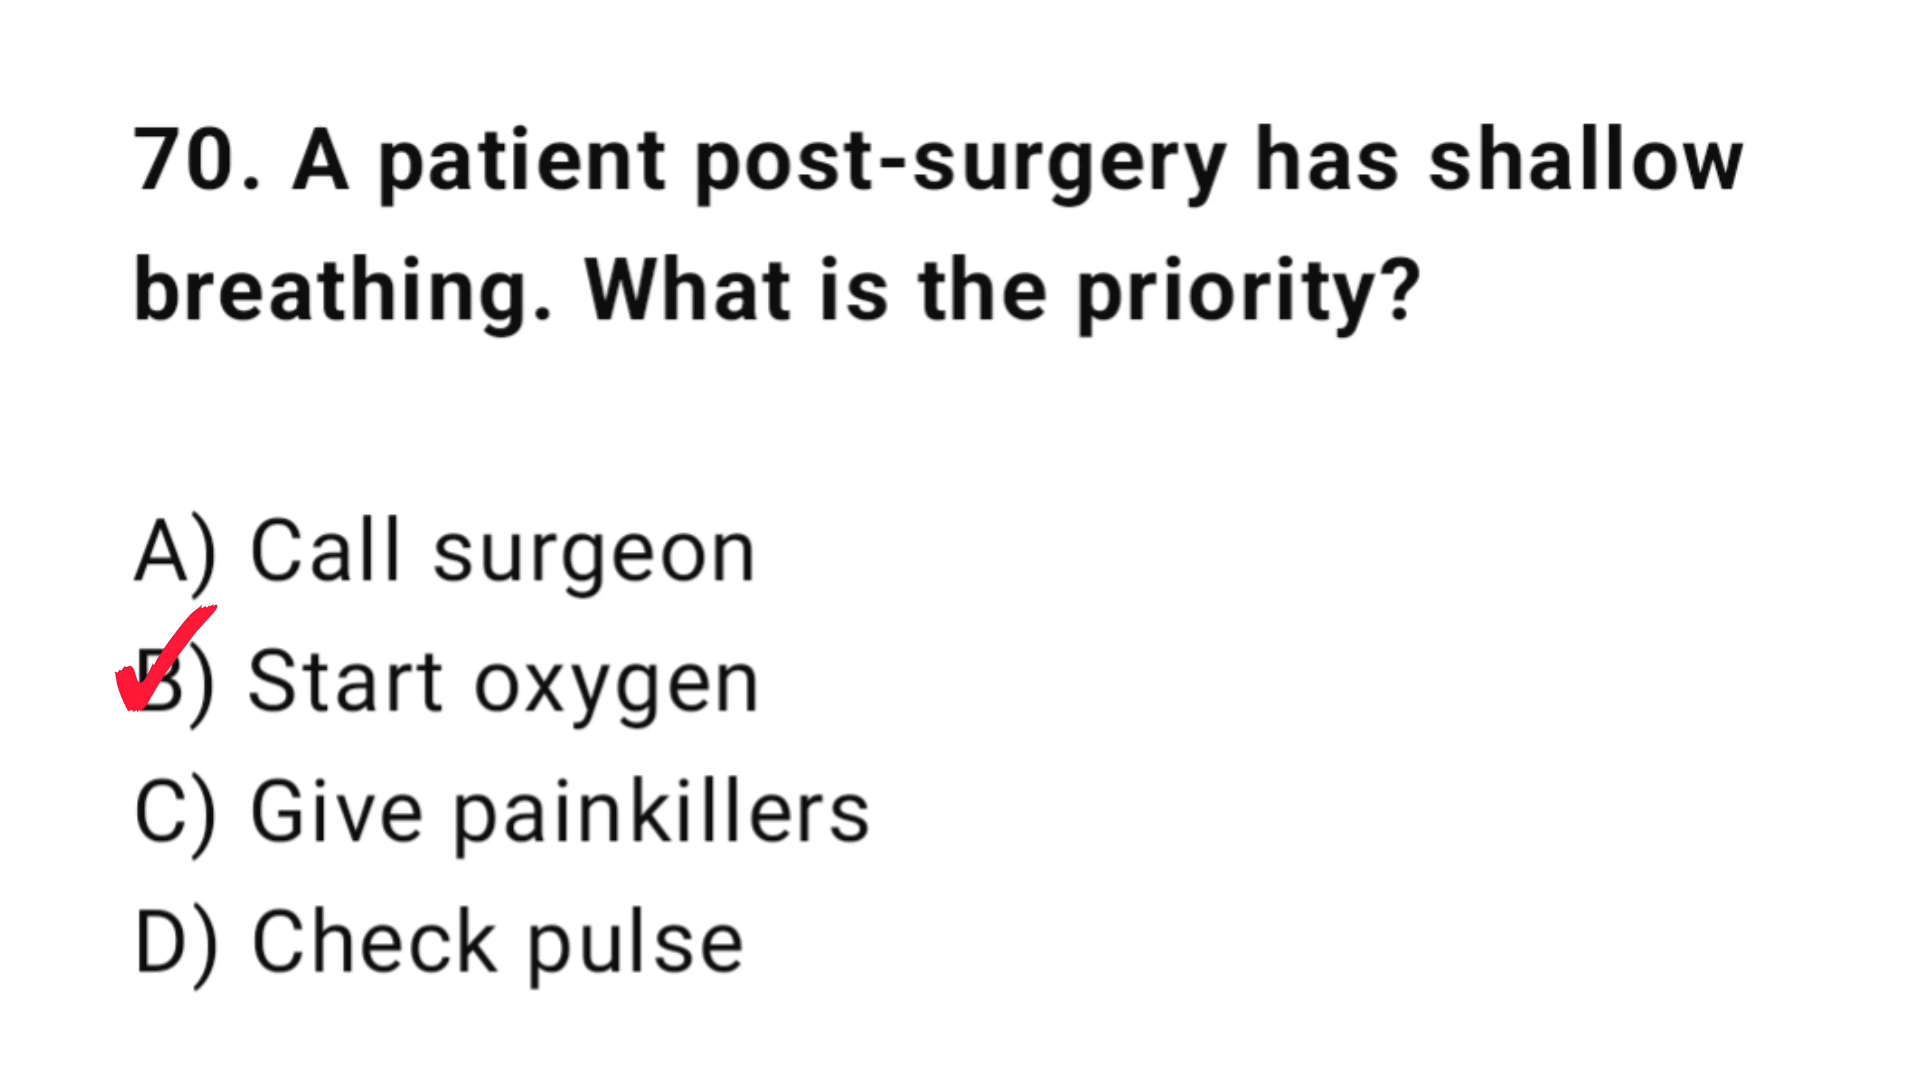 70. A patient post-surgery has shallow
breathing. What is the priority?
A) Call surgeon
B) Start oxygen
C) Give painkillers
D) Check pulse